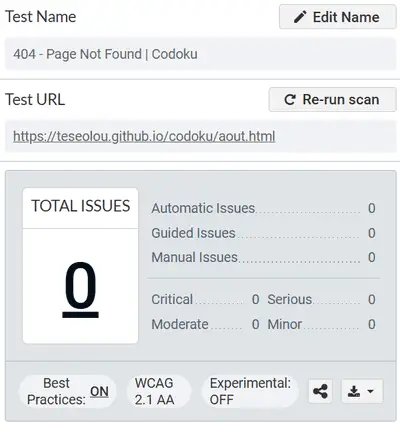 Test Name
Edit Name
404 - Page Not Found | Codoku
Test URL
Re-run scan
https://teseolou.github.io/codoku/aout.html
TOTAL ISSUES
0
Automatic Issues 0
Guided Issues 0
Manual Issues 0
Critical 0 Serious 0
Moderate 0 Minor 0
Best
Practices: ON
WCAG
2.1 AA
Experimental:
OFF